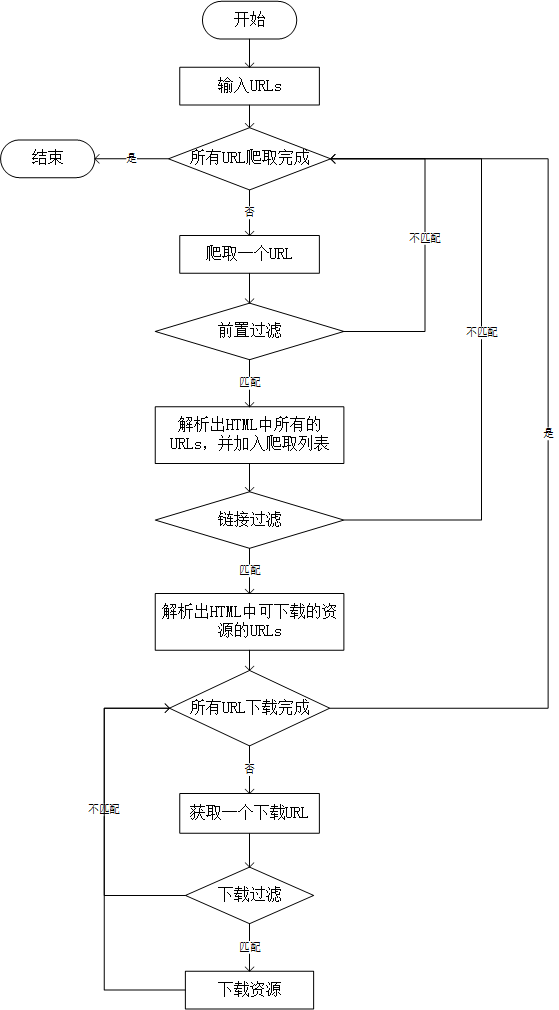 开始
输入URLs
所有URL爬取完成
是
结束
否
爬取一个URL
不匹配
前置过滤
不匹配
匹配
解析出HTML中所有的
URLs，并加入爬取列表
是
链接过滤
匹配
解析出HTML中可下载的资
源的URLs
所有URL下载完成
否
获取一个下载URL
不匹配
下载过滤
匹配
下载资源